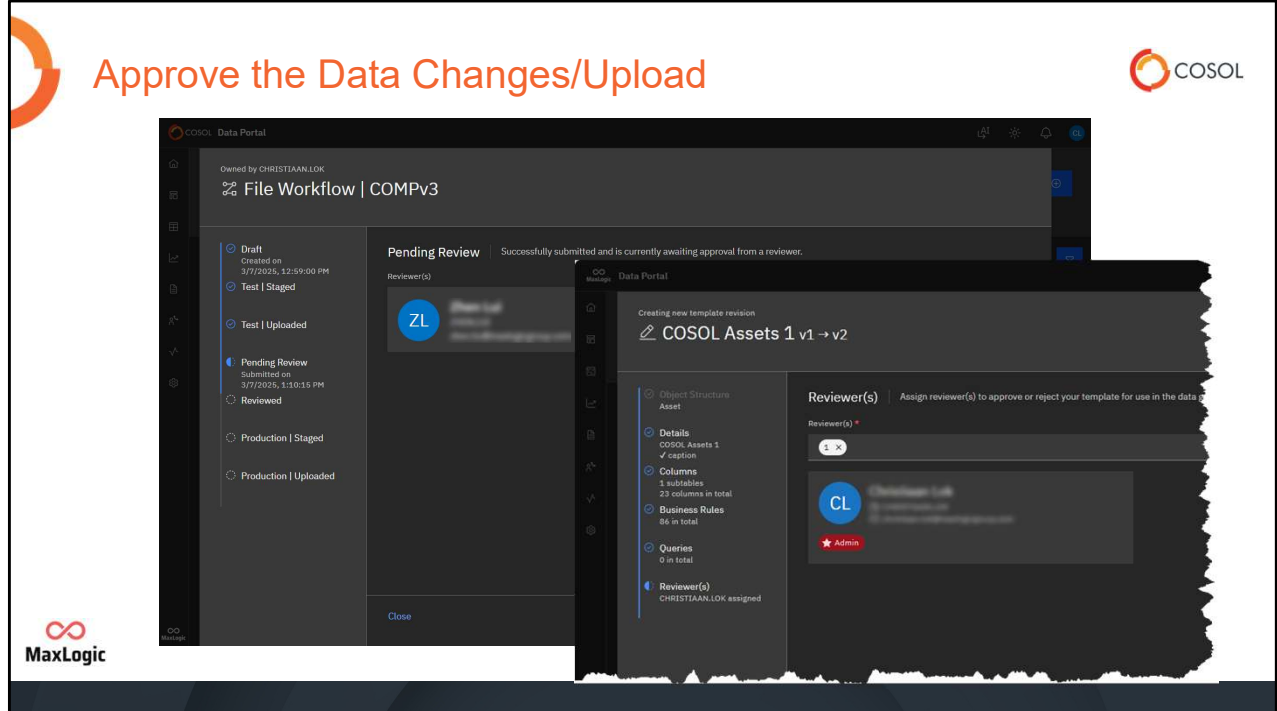 Approve the Data Changes/Upload
COSOL
COSOL Data Portal
CL
Owned by CHRISTIAAN.LOK
File Workflow | COMPv3
Draft
Created on
3/7/2025, 12:59:00 PM
Test | Staged
Test | Uploaded
Pending Review
Submitted on
3/7/2025, 1:10:15 PM
Reviewed
Production | Staged
Production | Uploaded
Pending Review
Successfully submitted and is currently awaiting approval from a reviewer.
Reviewer(s)
ZL
Close
MaxLogic
MaxLogic Data Portal
Creating new template revision
COSOL Assets 1 v1 → v2
Object Structure
Asset
Details
COSOL Assets 1
✓ caption
Columns
1 subtables
23 columns in total
Business Rules
86 in total
Queries
0 in total
Reviewer(s)
CHRISTIAAN.LOK assigned
Reviewer(s)
Assign reviewer(s) to approve or reject your template for use in the data
Reviewer(s) *
1 ×
CL
Admin
MaxLogic